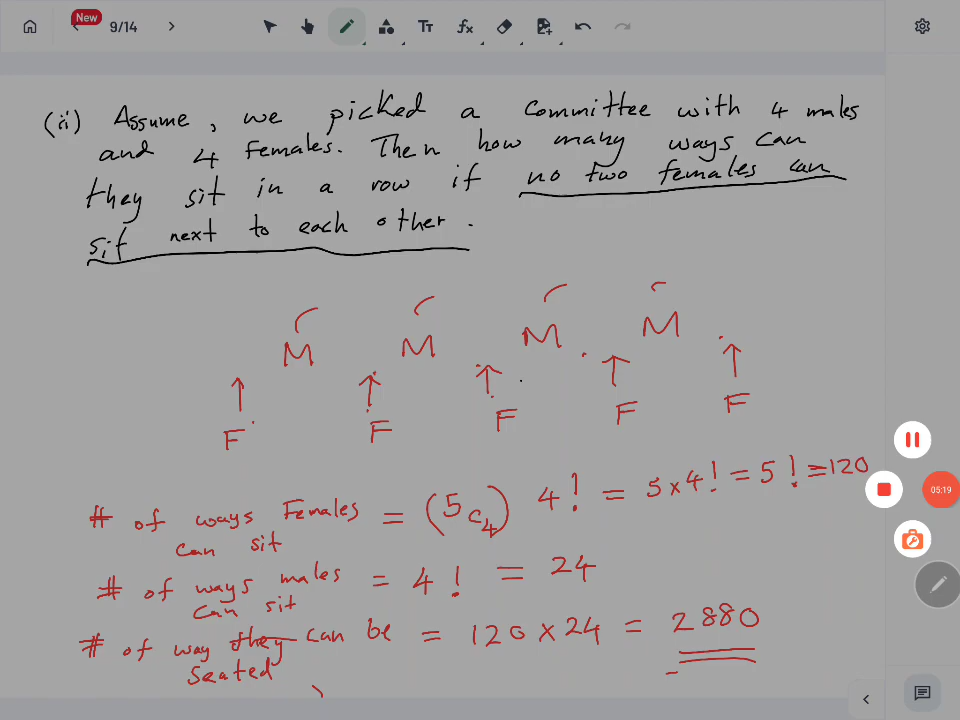 New
9/14
Tт
fx
(ii) Assume, we picked a committee with 4 males
and 4 Females. Then how many ways can
they sit in a row if no two females can
sit next to each other.
M M M M
F F F F F
# of ways Females can sit = (5C4) 4! = 5x4! = 5! = 120
# of ways males can sit = 4! = 24
# of way they can be seated = 120 x 24 = 2880
05:19